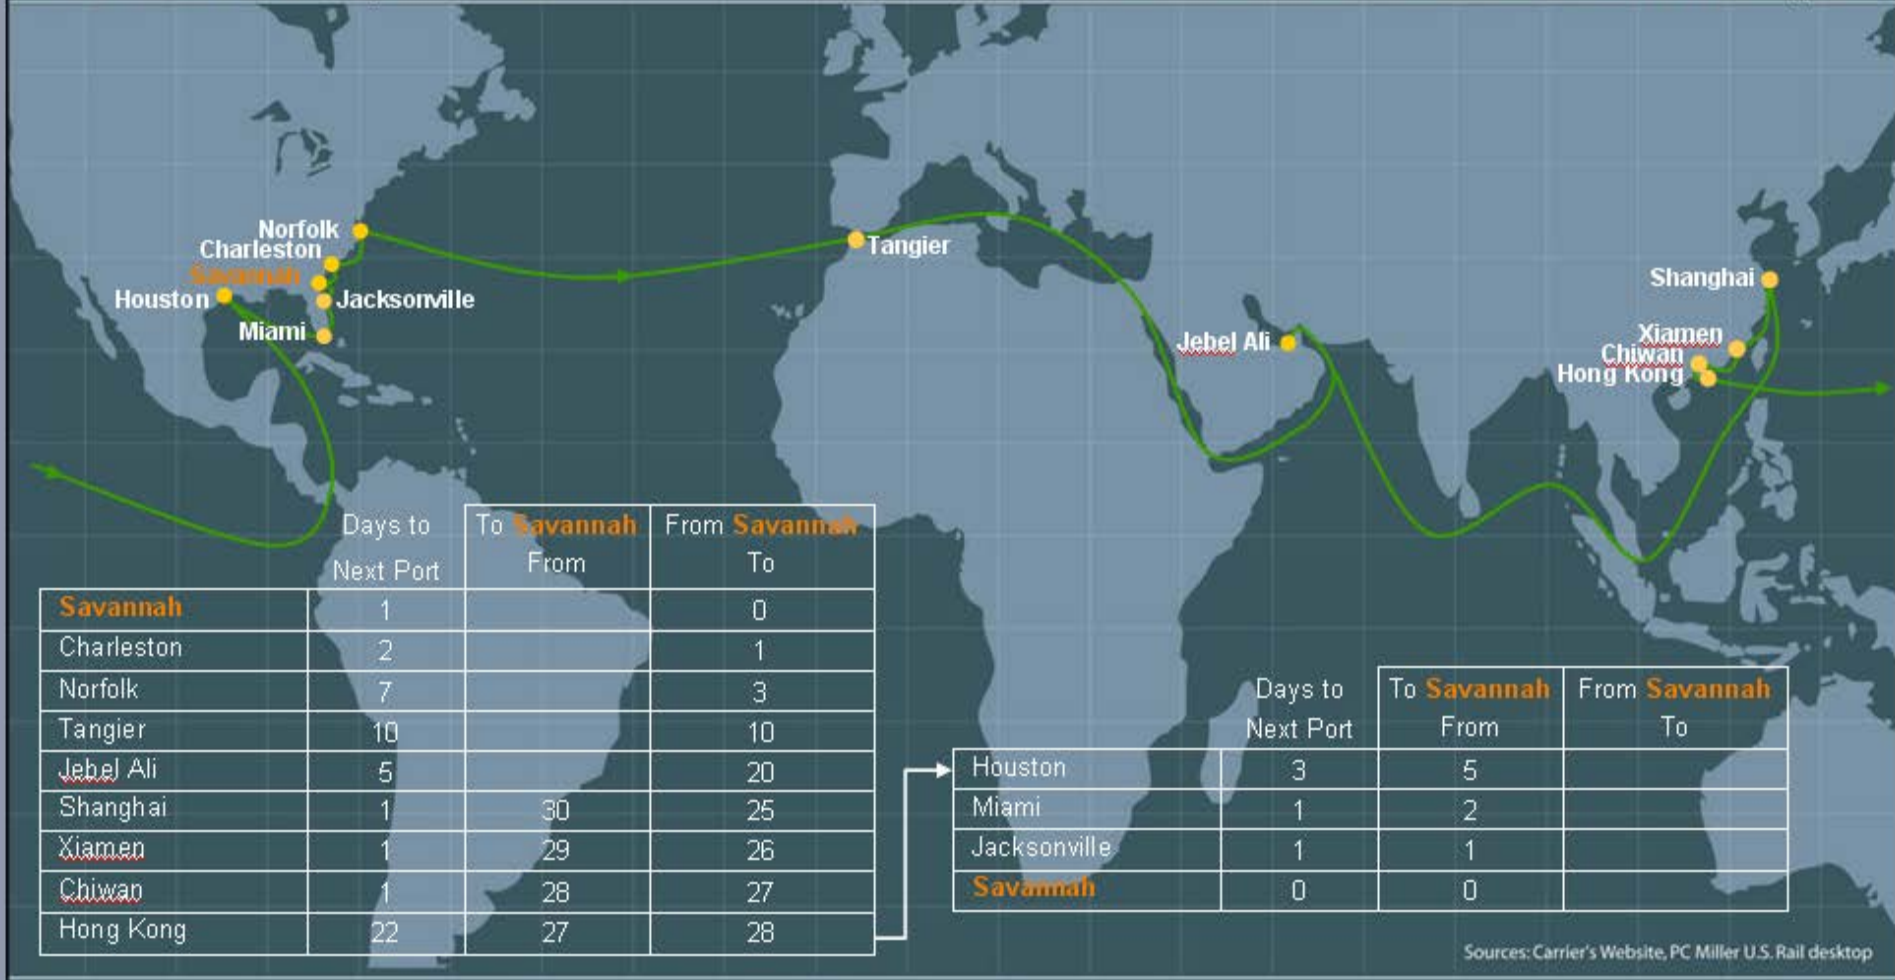 Norfolk
Charleston
Savannah
Houston
Jacksonville
Miami
Tangier
Jebel Ali
Shanghai
Xiamen
Chiwan
Hong Kong
Days to Next Port To Savannah From From Savannah To
Savannah 1 0
Charleston 2 1
Norfolk 7 3
Tangier 10 10
Jebel Ali 5 20
Shanghai 1 30 25
Xiamen 1 29 26
Chiwan 1 28 27
Hong Kong 22 27 28
Days to Next Port To Savannah From From Savannah To
Houston 3 5
Miami 1 2
Jacksonville 1 1
Savannah 0 0
Sources: Carrier's Website, PC Miller U.S. Rail desktop